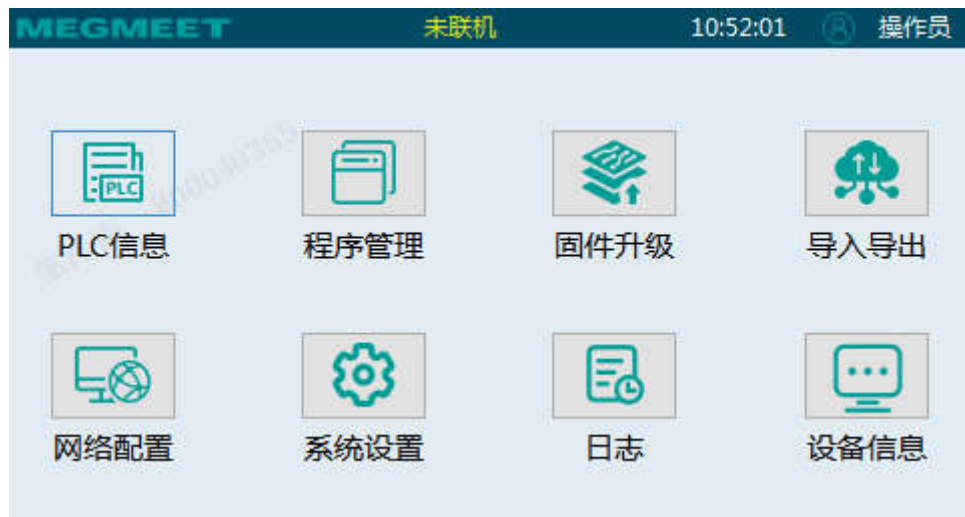 MEGMEET 未联机 10:52:01 操作员
PLC
PLC信息 程序管理 固件升级 导入导出
网络配置 系统设置 日志 设备信息